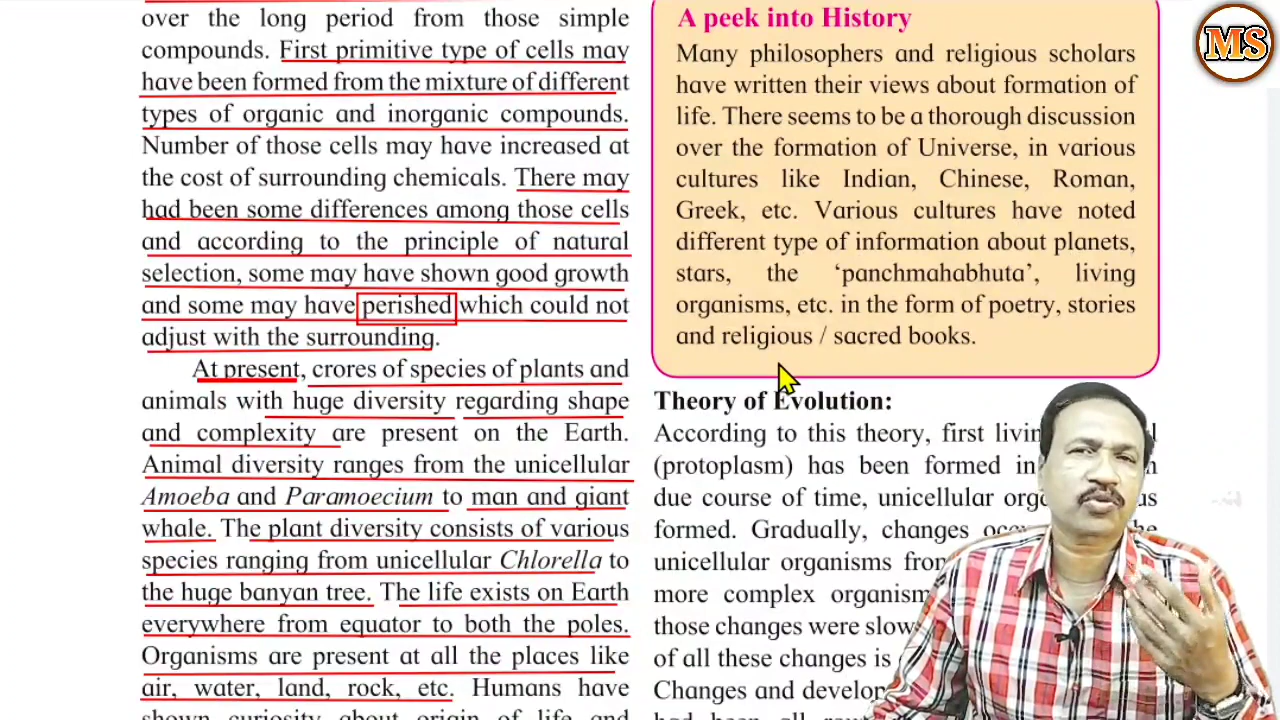 over the long period from those simple
compounds. First primitive type of cells may
have been formed from the mixture of different
types of organic and inorganic compounds.
Number of those cells may have increased at
the cost of surrounding chemicals. There may
had been some differences among those cells
and according to the principle of natural
selection, some may have shown good growth
and some may have perished which could not
adjust with the surrounding.
At present, crores of species of plants and
animals with huge diversity regarding shape
and complexity are present on the Earth.
Animal diversity ranges from the unicellular
Amoeba and Paramoecium to man and giant
whale. The plant diversity consists of various
species ranging from unicellular Chlorella to
the huge banyan tree. The life exists on Earth
everywhere from equator to both the poles.
Organisms are present at all the places like
air, water, land, rock, etc. Humans have
shown curiosity about origin of life and
A peek into History
Many philosophers and religious scholars
have written their views about formation of
life. There seems to be a thorough discussion
over the formation of Universe, in various
cultures like Indian, Chinese, Roman,
Greek, etc. Various cultures have noted
different type of information about planets,
stars, the ‘panchmahabhuta’, living
organisms, etc. in the form of poetry, stories
and religious / sacred books.
Theory of Evolution:
According to this theory, first
(protoplasm) has been formed in
due course of time, unicellular
formed. Gradually, changes
unicellular organisms
more complex
those changes were
of all these changes is
Changes and
had been all
MS